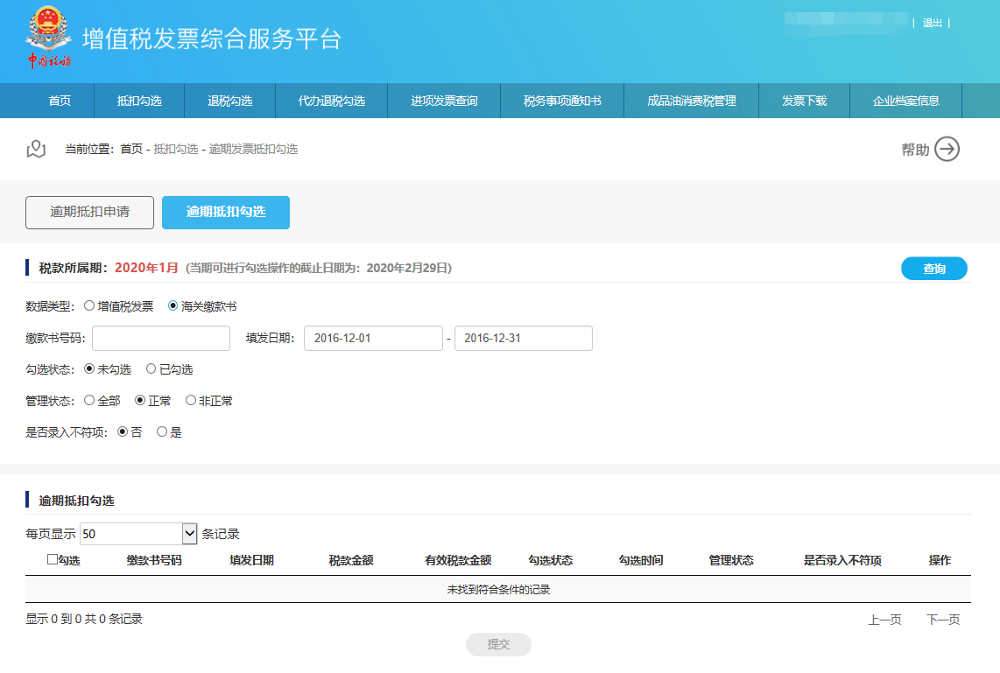 中国税务
增值税发票综合服务平台
| 退出 |
首页 抵扣勾选 退税勾选 代办退税勾选 进项发票查询 税务事项通知书 成品油消费税管理 发票下载 企业档案信息
当前位置：首页 - 抵扣勾选 - 逾期发票抵扣勾选
帮助
逾期抵扣申请 逾期抵扣勾选
税款所属期：2020年1月 (当期可进行勾选操作的截止日期为：2020年2月29日) 查询
数据类型：增值税发票 海关缴款书
缴款书号码： 填发日期： 2016-12-01 - 2016-12-31
勾选状态：未勾选 已勾选
管理状态：全部 正常 非正常
是否录入不符项：否 是
逾期抵扣勾选
每页显示 50 条记录
勾选 缴款书号码 填发日期 税款金额 有效税款金额 勾选状态 勾选时间 管理状态 是否录入不符项 操作
未找到符合条件的记录
显示 0 到 0 共 0 条记录 上一页 下一页
提交